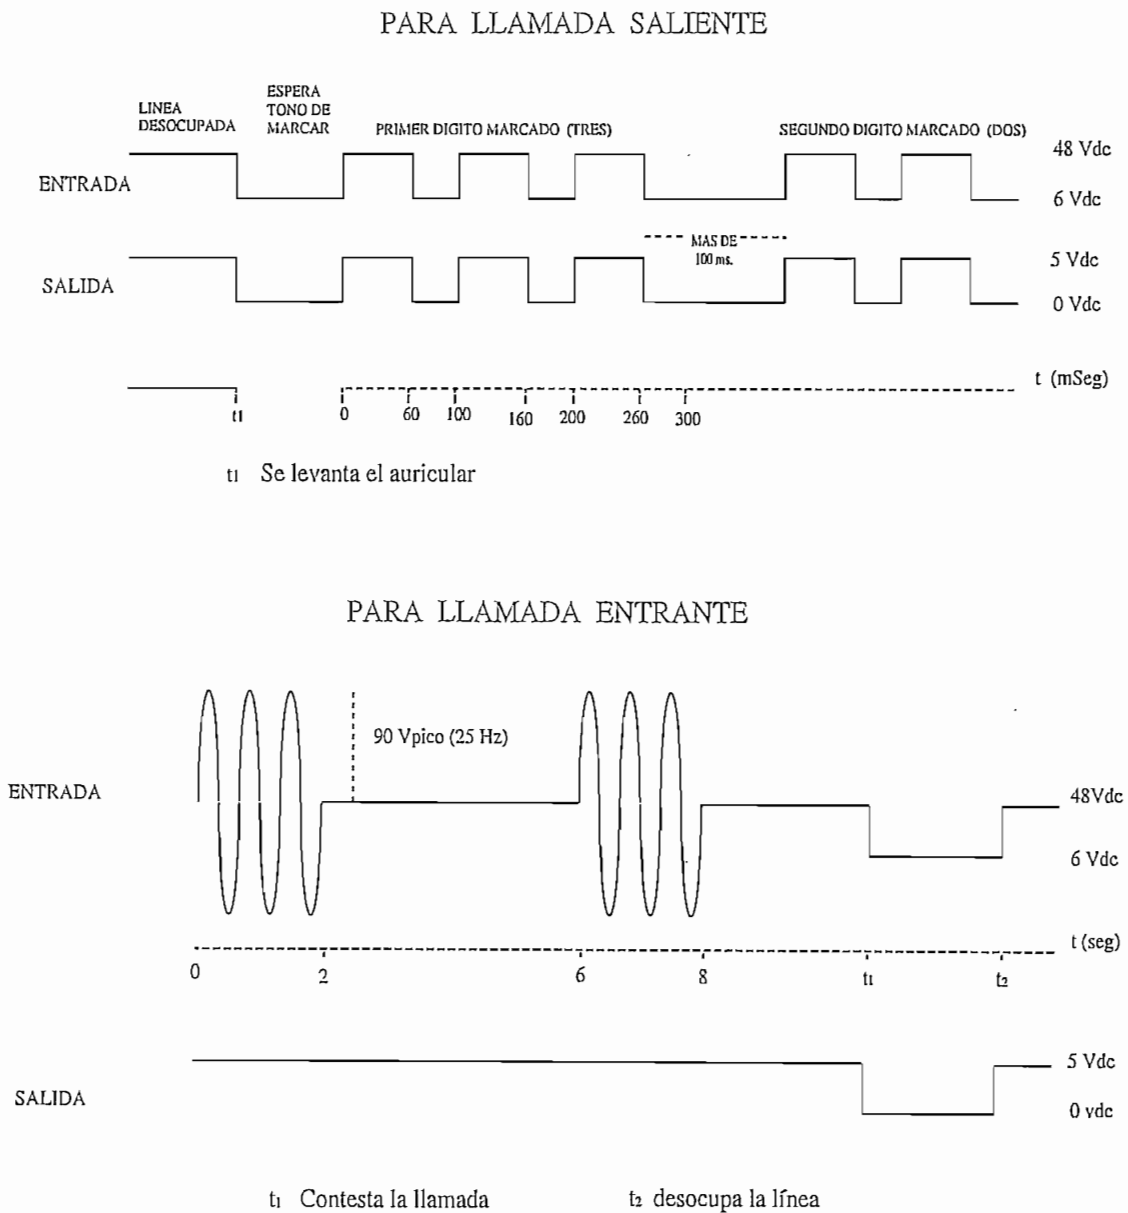 PARA LLAMADA SALIENTE
LINEA
DESOCUPADA
ESPERA
TONO DE
MARCAR
PRIMER DIGITO MARCADO (TRES)
SEGUNDO DIGITO MARCADO (DOS)
48 Vdc
ENTRADA
6 Vdc
MAS DE
100 ms.
5 Vdc
SALIDA
0 Vdc
t (mSeg)
t1
0
60
100
160
200
260
300
t1 Se levanta el auricular
PARA LLAMADA ENTRANTE
90 Vpico (25 Hz)
ENTRADA
48Vdc
6 Vdc
t (seg)
0
2
6
8
t1
t2
5 Vdc
SALIDA
0 vdc
t1 Contesta la llamada
t2 desocupa la línea